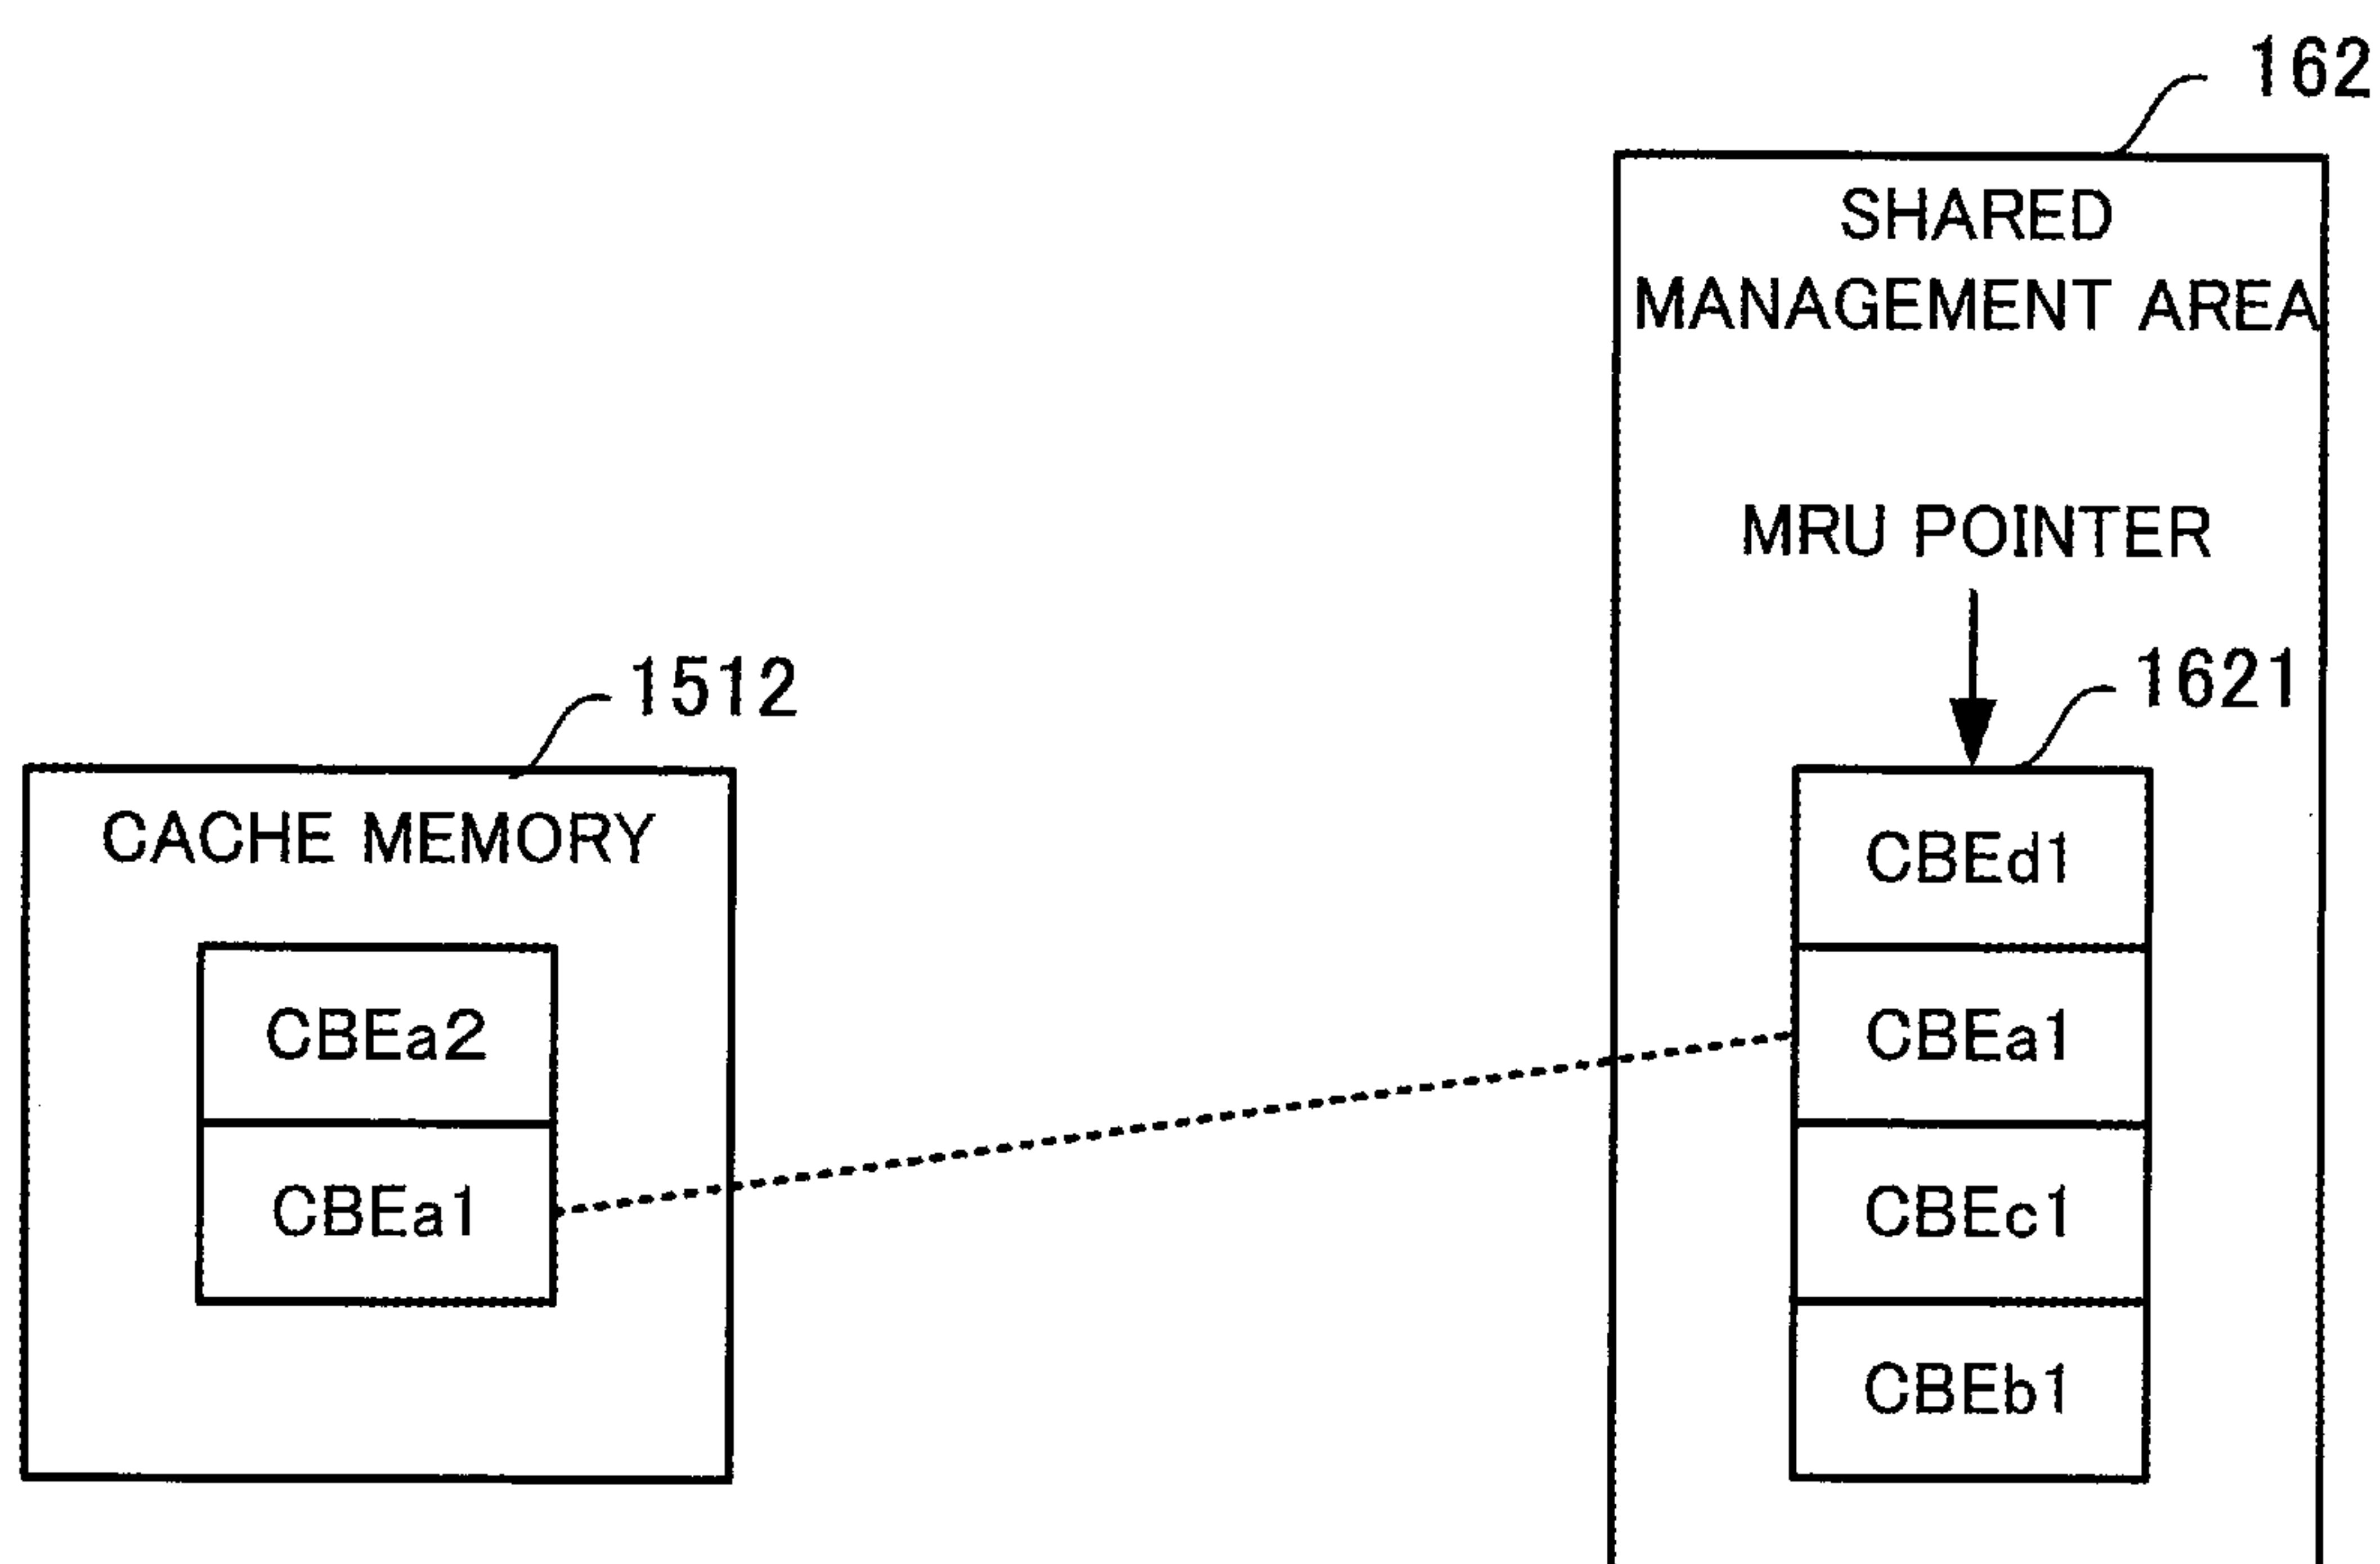 162
SHARED
MANAGEMENT AREA
MRU POINTER
1621
1512
CACHE MEMORY
CBEa2
CBEa1
CBEd1
CBEa1
CBEc1
CBEb1